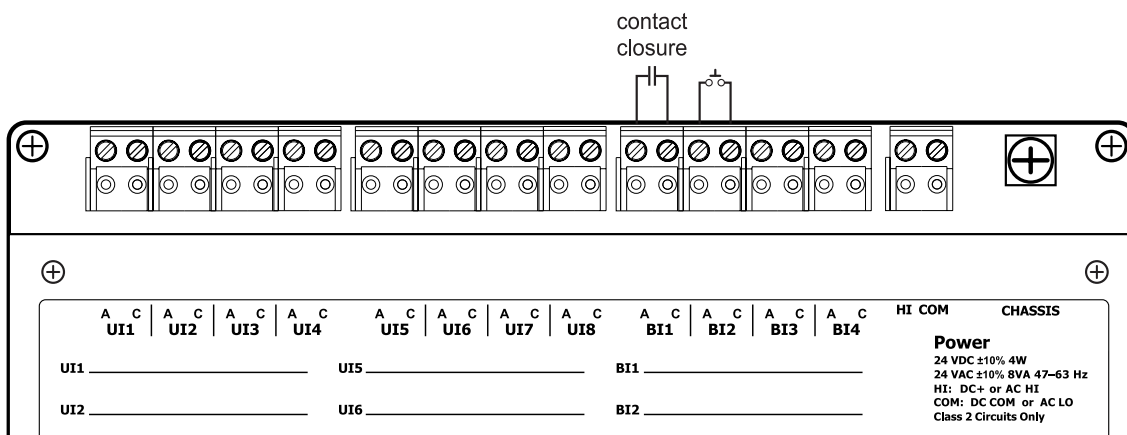 contact
closure
A C A C A C A C A C A C A C A C A C A C A C A C HI COM CHASSIS
UI1 UI2 UI3 UI4 UI5 UI6 UI7 UI8 BI1 BI2 BI3 BI4
Power
24 VDC ±10% 4W
24 VAC ±10% 8VA 47–63 Hz
HI: DC+ or AC HI
COM: DC COM or AC LO
Class 2 Circuits Only
UI1 UI5 BI1
UI2 UI6 BI2